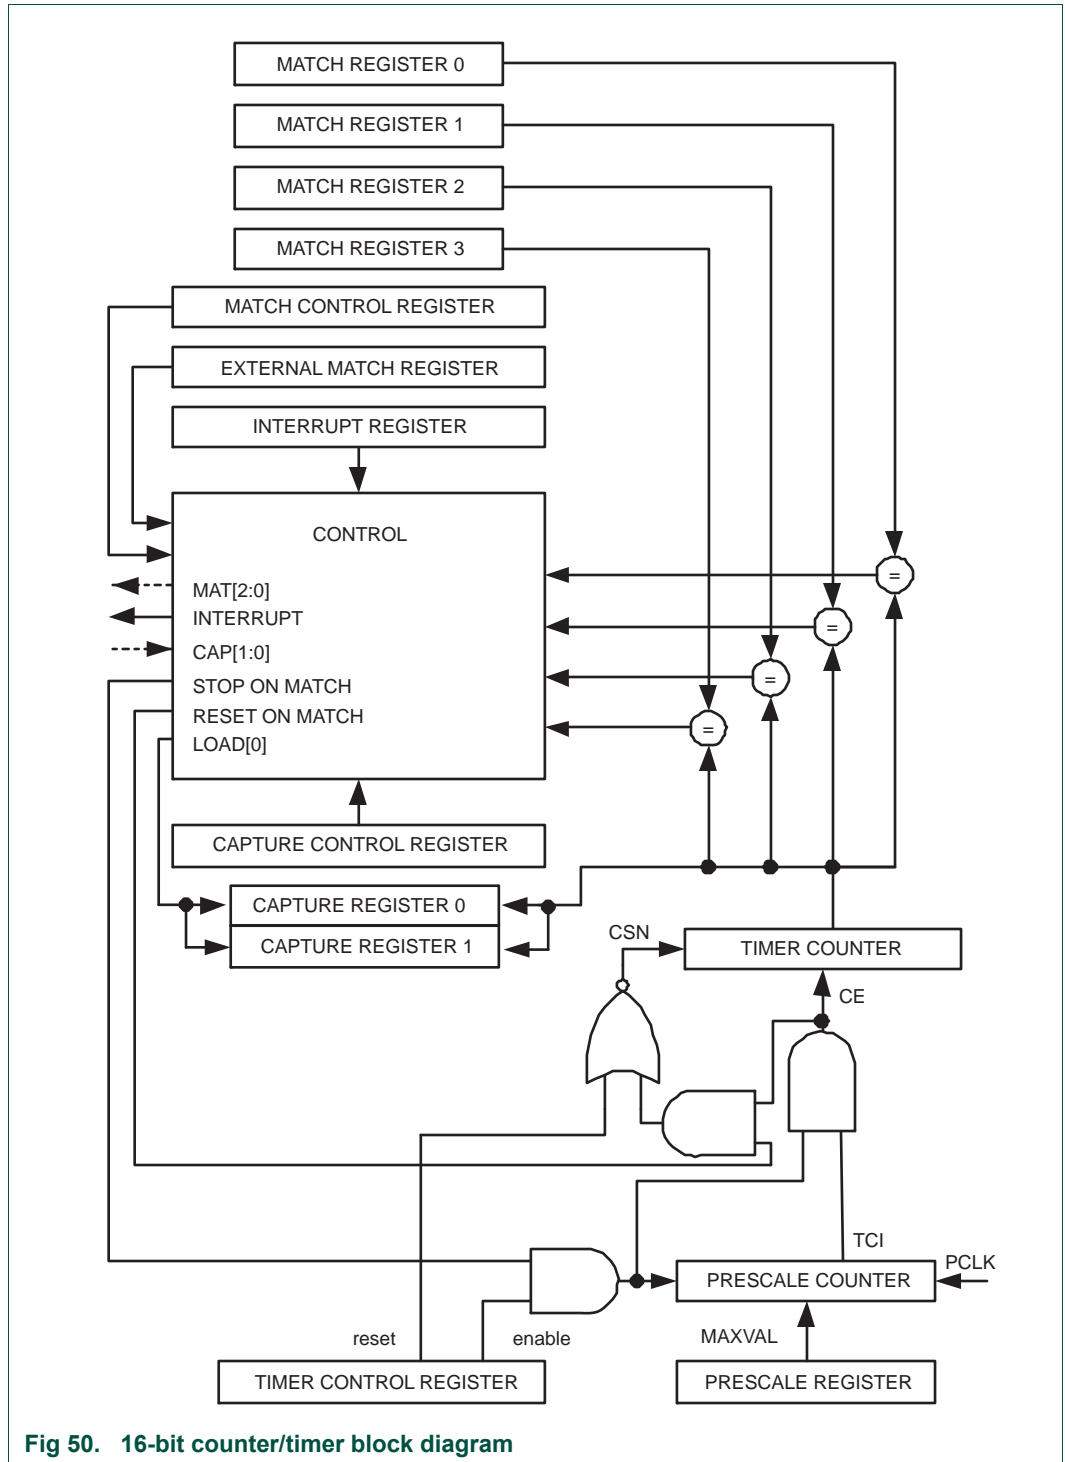 MATCH REGISTER 0
MATCH REGISTER 1
MATCH REGISTER 2
MATCH REGISTER 3
MATCH CONTROL REGISTER
EXTERNAL MATCH REGISTER
INTERRUPT REGISTER
CONTROL
MAT[2:0]
INTERRUPT
CAP[1:0]
STOP ON MATCH
RESET ON MATCH
LOAD[0]
=
=
=
=
CAPTURE CONTROL REGISTER
CAPTURE REGISTER 0
CAPTURE REGISTER 1
CSN
TIMER COUNTER
CE
TCI
PCLK
PRESCALE COUNTER
reset
enable
MAXVAL
TIMER CONTROL REGISTER
PRESCALE REGISTER
Fig 50. 16-bit counter/timer block diagram